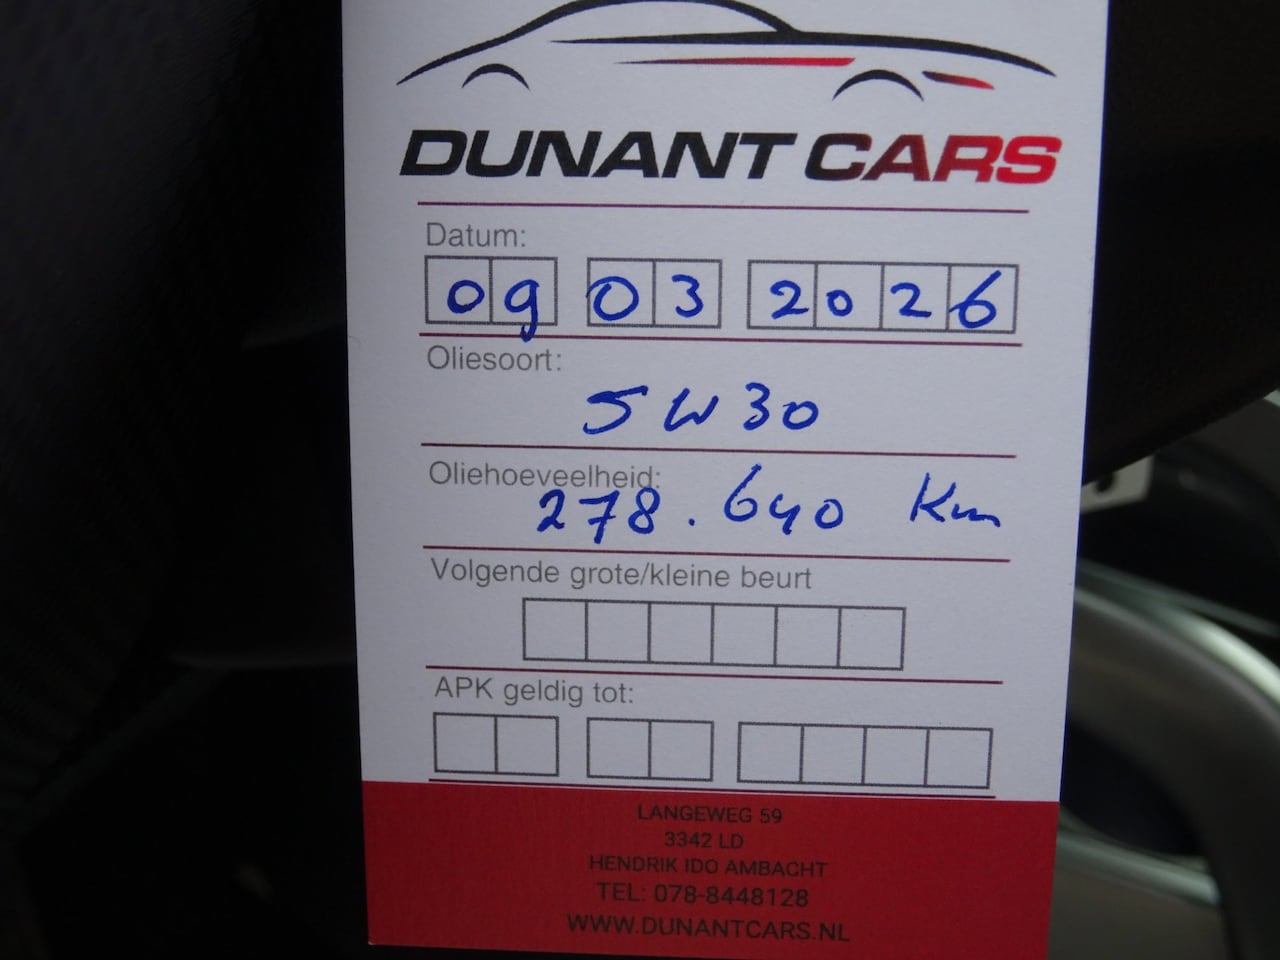 DUNANT CARS
Datum:
09 03 2026
Oliesoort:
5W30
Oliehoeveelheid:
278.640 Km
Volgende grote/kleine beurt
APK geldig tot:
LANGEWEG 59
3342 LD
HENDRIK IDO AMBACHT
TEL: 078-8448128
WWW.DUNANTCARS.NL